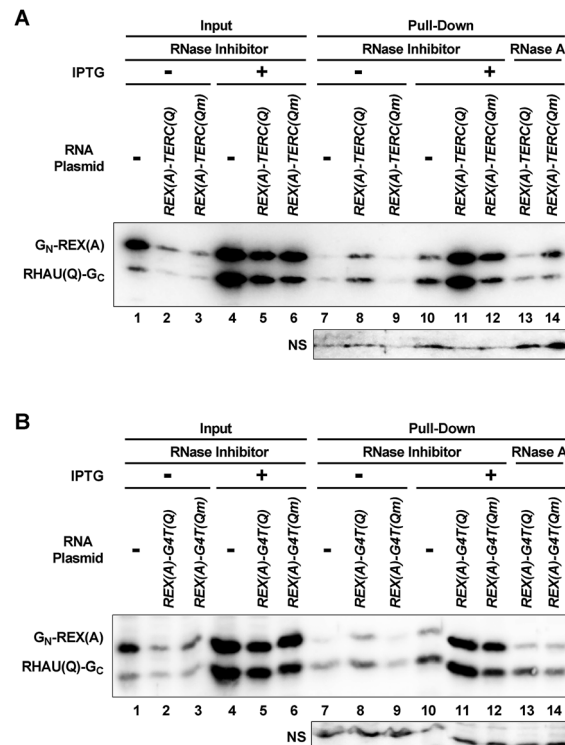 A
Input Pull-Down
RNase Inhibitor RNase Inhibitor RNase A
IPTG - + - +
RNA Plasmid - REX(A)-TERC(Q) REX(A)-TERC(Qm) - REX(A)-TERC(Q) REX(A)-TERC(Qm) - REX(A)-TERC(Q) REX(A)-TERC(Qm) - REX(A)-TERC(Q) REX(A)-TERC(Qm) REX(A)-TERC(Q) REX(A)-TERC(Qm)
GN-REX(A)
RHAU(Q)-GC
1 2 3 4 5 6 7 8 9 10 11 12 13 14
NS
B
Input Pull-Down
RNase Inhibitor RNase Inhibitor RNase A
IPTG - + - +
RNA Plasmid - REX(A)-G4T(Q) REX(A)-G4T(Qm) - REX(A)-G4T(Q) REX(A)-G4T(Qm) - REX(A)-G4T(Q) REX(A)-G4T(Qm) - REX(A)-G4T(Q) REX(A)-G4T(Qm) REX(A)-G4T(Q) REX(A)-G4T(Qm)
GN-REX(A)
RHAU(Q)-GC
1 2 3 4 5 6 7 8 9 10 11 12 13 14
NS